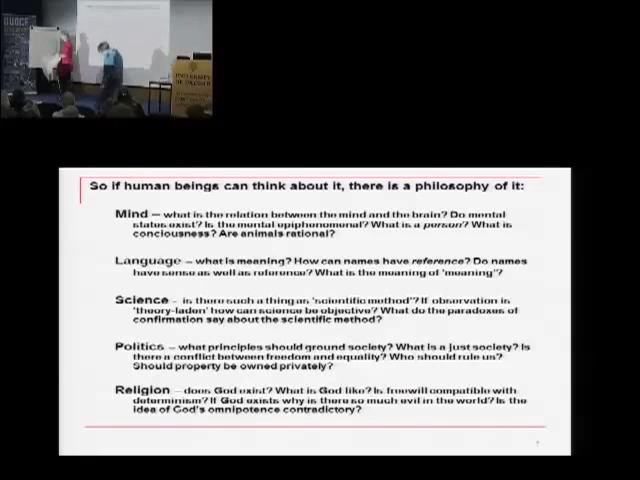 OUDCE
UNIVERSITY
OF OXFORD
So if human beings can think about it, there is a philosophy of it:
Mind – what is the relation between the mind and the brain? Do mental
states exist? Is the mental epiphenomenal? What is a person? What is
conciousness? Are animals rational?
Language – what is meaning? How can names have reference? Do names
have sense as well as reference? What is the meaning of 'meaning'?
Science - is there such a thing as 'scientific method'? If observation is
'theory-laden' how can science be objective? What do the paradoxes of
confirmation say about the scientific method?
Politics – what principles should ground society? What is a just society? Is
there a conflict between freedom and equality? Who should rule us?
Should property be owned privately?
Religion – does God exist? What is God like? Is freewill compatible with
determinism? If God exists why is there so much evil in the world? Is the
idea of God's omnipotence contradictory?